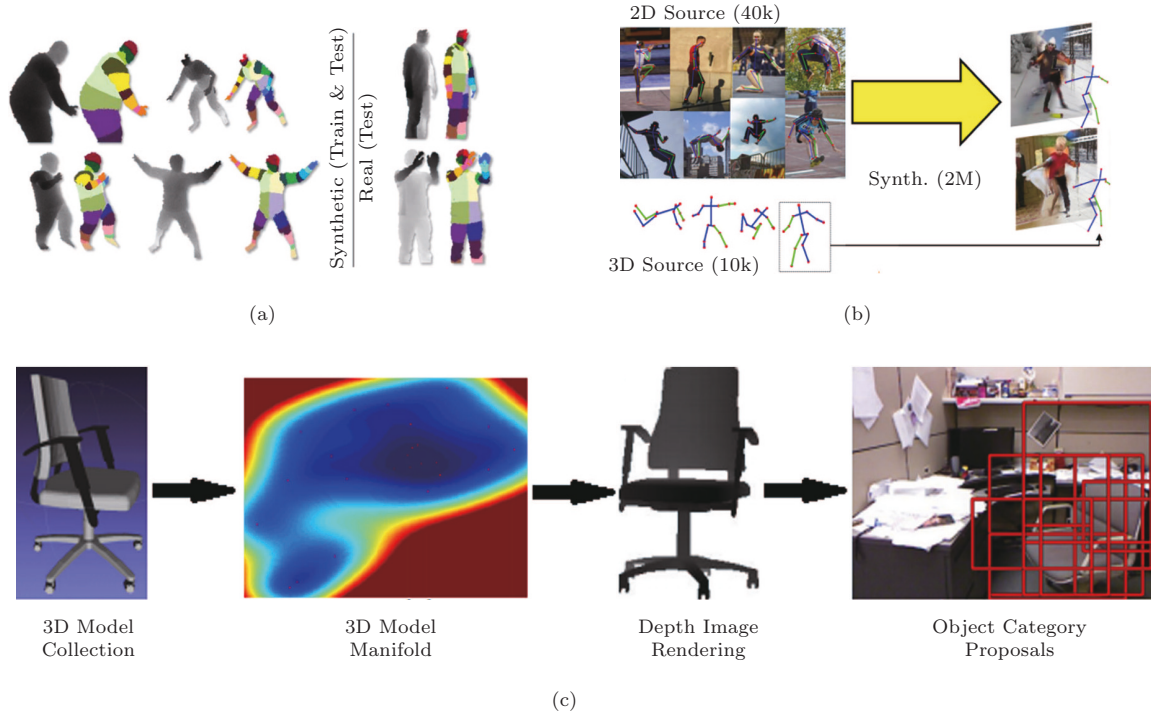 Synthetic (Train & Test)
Real (Test)
(a)
2D Source (40k)
Synth. (2M)
3D Source (10k)
(b)
3D Model
Collection
3D Model
Manifold
Depth Image
Rendering
Object Category
Proposals
(c)